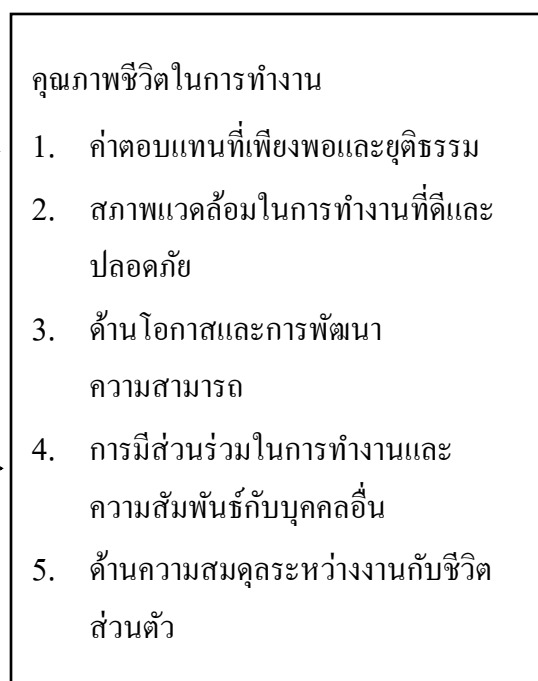 คุณภาพชีวิตในการทำงาน
1. ค่าตอบแทนที่เพียงพอและยุติธรรม
2. สภาพแวดล้อมในการทำงานที่ดีและ
ปลอดภัย
3. ด้านโอกาสและการพัฒนา
ความสามารถ
4. การมีส่วนร่วมในการทำงานและ
ความสัมพันธ์กับบุคคลอื่น
5. ด้านความสมดุลระหว่างงานกับชีวิต
ส่วนตัว